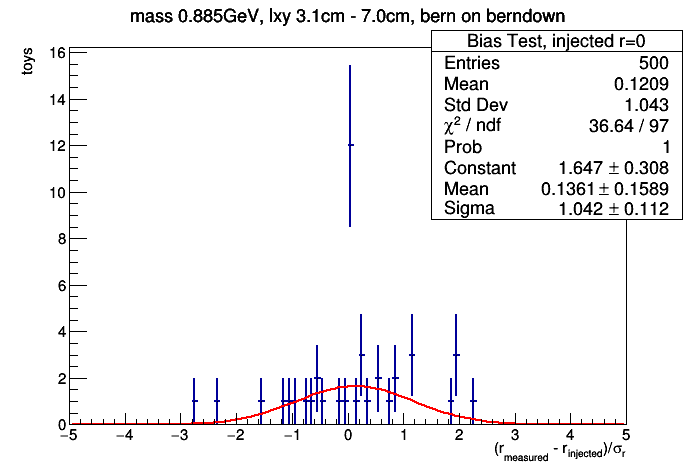 mass 0.885GeV, lxy 3.1cm - 7.0cm, bern on berndown
toys
Bias Test, injected r=0
Entries 500
Mean 0.1209
Std Dev 1.043
χ² / ndf 36.64 / 97
Prob 1
Constant 1.647 ± 0.308
Mean 0.1361 ± 0.1589
Sigma 1.042 ± 0.112
16
14
12
10
8
6
4
2
0
−5 −4 −3 −2 −1 0 1 2 3 4 5
(r_measured - r_injected)/σ_r